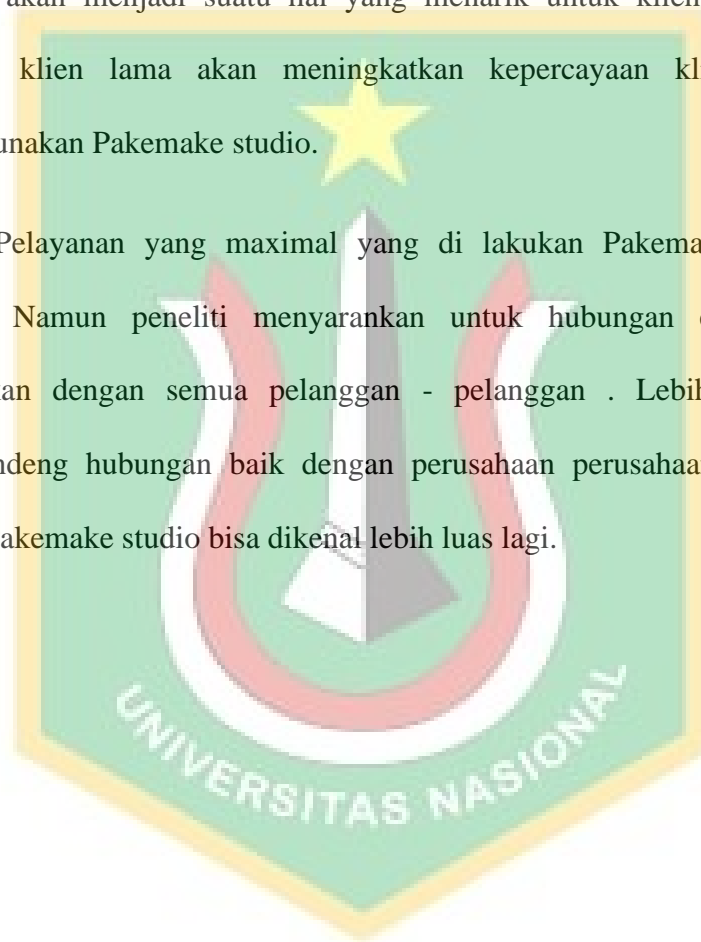 akan menjadi suatu hal yang menarik untuk klien
klien lama akan meningkatkan kepercayaan kl
unakan Pakemake studio.
Pelayanan yang maximal yang di lakukan Pakema
Namun peneliti menyarankan untuk hubungan
kan dengan semua pelanggan - pelanggan . Lebih
ndeng hubungan baik dengan perusahaan perusahaan
akemake studio bisa dikenal lebih luas lagi.
UNIVERSITAS NASIONAL